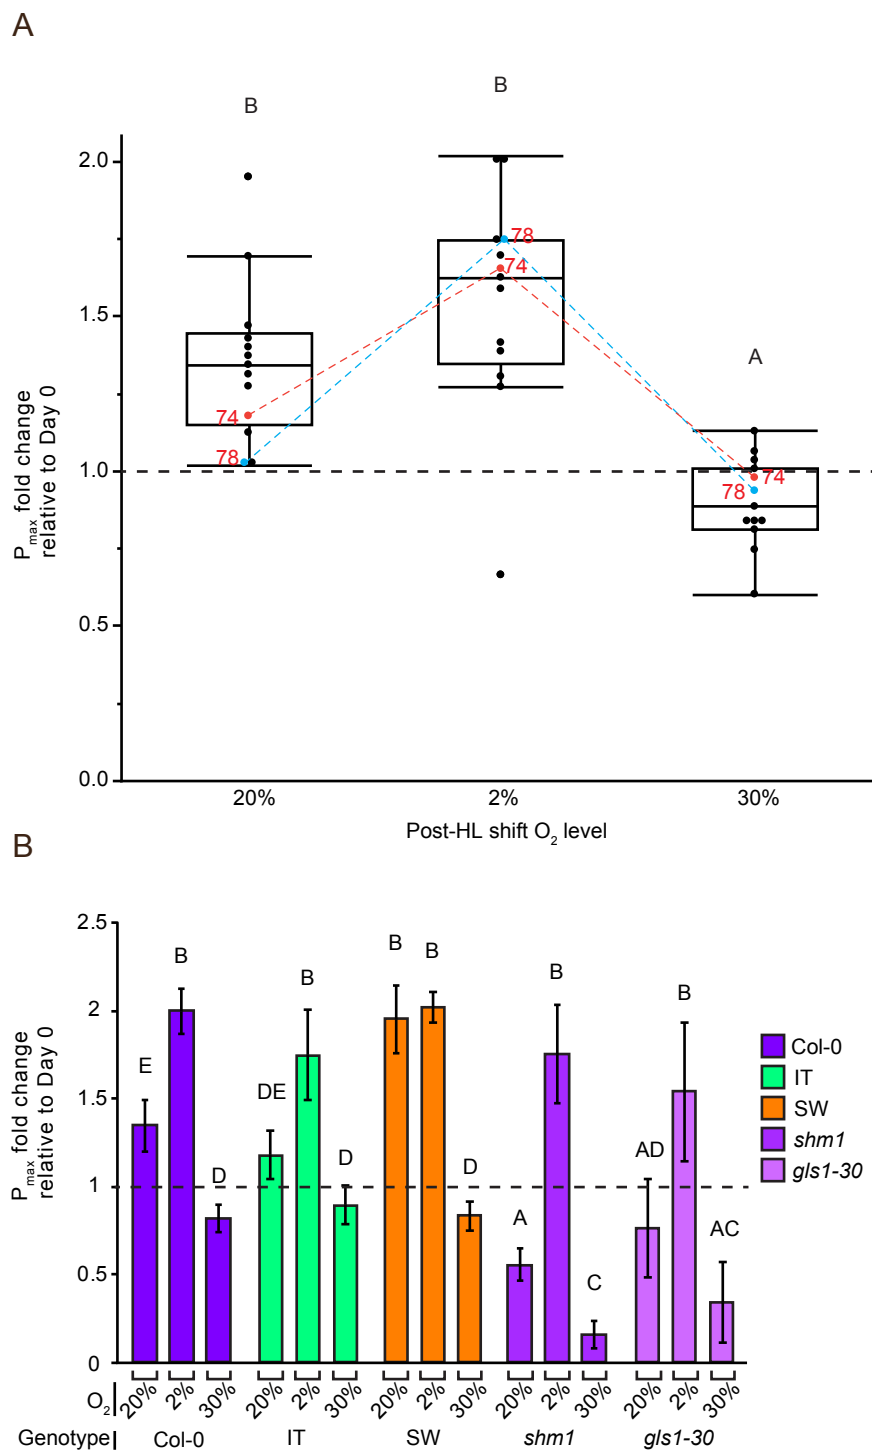 A
B
B
A
2.0
1.5
1.0
0.5
0.0
P_max fold change
relative to Day 0
78
74
74
78
74
78
20%
2%
30%
Post-HL shift O₂ level
B
2.5
2
1.5
1
0.5
0
P_max fold change
relative to Day 0
E
B
D
DE
B
D
B
B
D
A
B
C
AD
B
AC
Col-0
IT
SW
shm1
gls1-30
O₂ 20% 2% 30% 20% 2% 30% 20% 2% 30% 20% 2% 30% 20% 2% 30%
Genotype Col-0 IT SW shm1 gls1-30